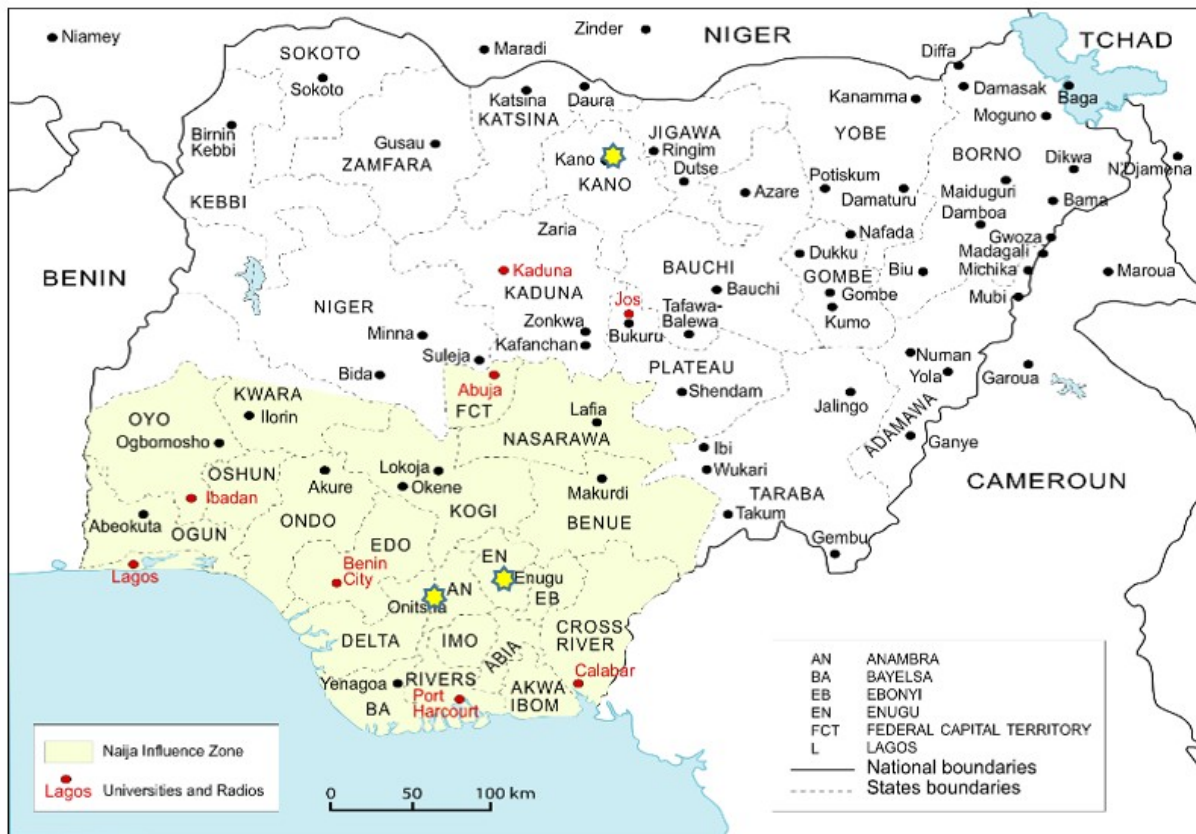 Niamey
Zinder
NIGER
TCHAD
SOKOTO
Maradi
Diffa
Sokoto
Katsina
KATSINA
Daura
Kanamma
Damasak
Baga
Moguno
Birnin
Kebbi
Gusau
ZAMFARA
JIGAWA
Ringim
Dutse
YOBE
BORNO
Kano
KANO
Dikwa
N'Djamena
KEBBI
Azare
Potiskum
Damaturu
Maiduguri
Damboa
Bama
Zaria
Nafada
Gwoza
Madagali
Michika
BENIN
Kaduna
KADUNA
BAUCHI
Bauchi
Dukku
GOMBE
Gombe
Kumo
Biu
Mubi
Maroua
NIGER
Jos
Bukuru
Tafawa-
Balewa
Minna
Zonkwa
Kafanchan
Suleja
PLATEAU
Numan
Yola
Garoua
Bida
Abuja
FCT
Shendam
Jalingo
KWARA
Ilorin
OYO
Ogbomosho
Lafia
NASARAWA
ADAMAWA
Ganye
Ibi
Wukari
OSHUN
Ibadan
Akure
Lokoja
Okene
KOGI
Makurdi
BENUE
TARABA
Takum
CAMEROUN
Abeokuta
OGUN
ONDO
Gembu
Lagos
EDO
Benin
City
EN
Enugu
EB
AN
Onitsha
DELTA
IMO
ABIA
CROSS
RIVER
Calabar
Yenagoa
BA
RIVERS
Port
Harcourt
AKWA
IBOM
AN ANAMBRA
BA BAYELSA
EB EBONYI
EN ENUGU
FCT FEDERAL CAPITAL TERRITORY
L LAGOS
National boundaries
States boundaries
Naija Influence Zone
Lagos Universities and Radios
0 50 100 km